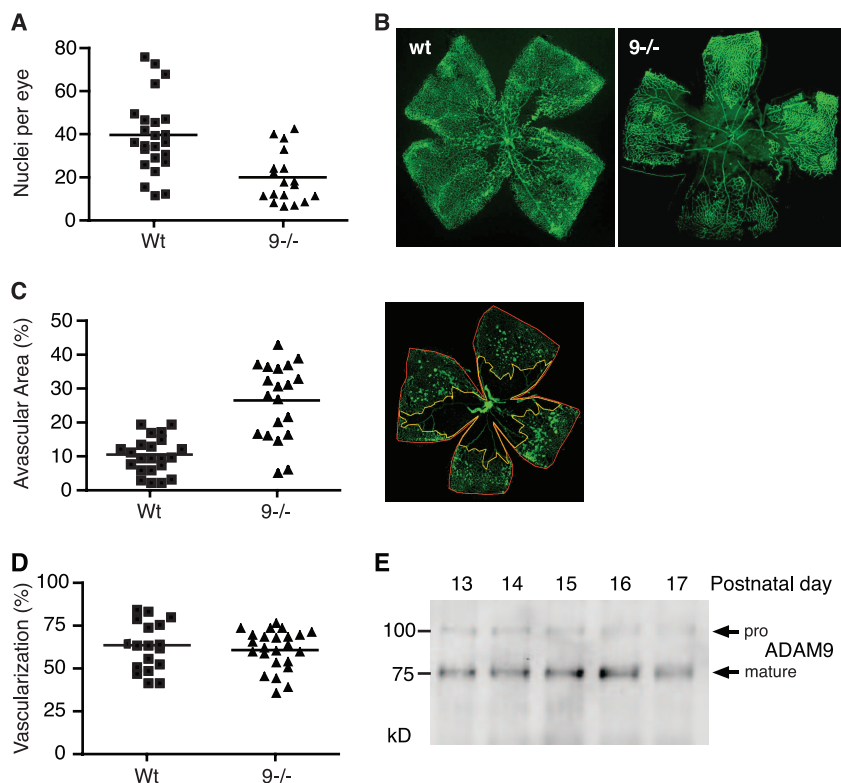 A
Nuclei per eye
80
60
40
20
0
Wt
9-/-
B
wt
9-/-
C
Avascular Area (%)
50
40
30
20
10
0
Wt
9-/-
D
Vascularization (%)
100
75
50
25
0
Wt
9-/-
E
13 14 15 16 17 Postnatal day
100
pro
ADAM9
75
mature
kD